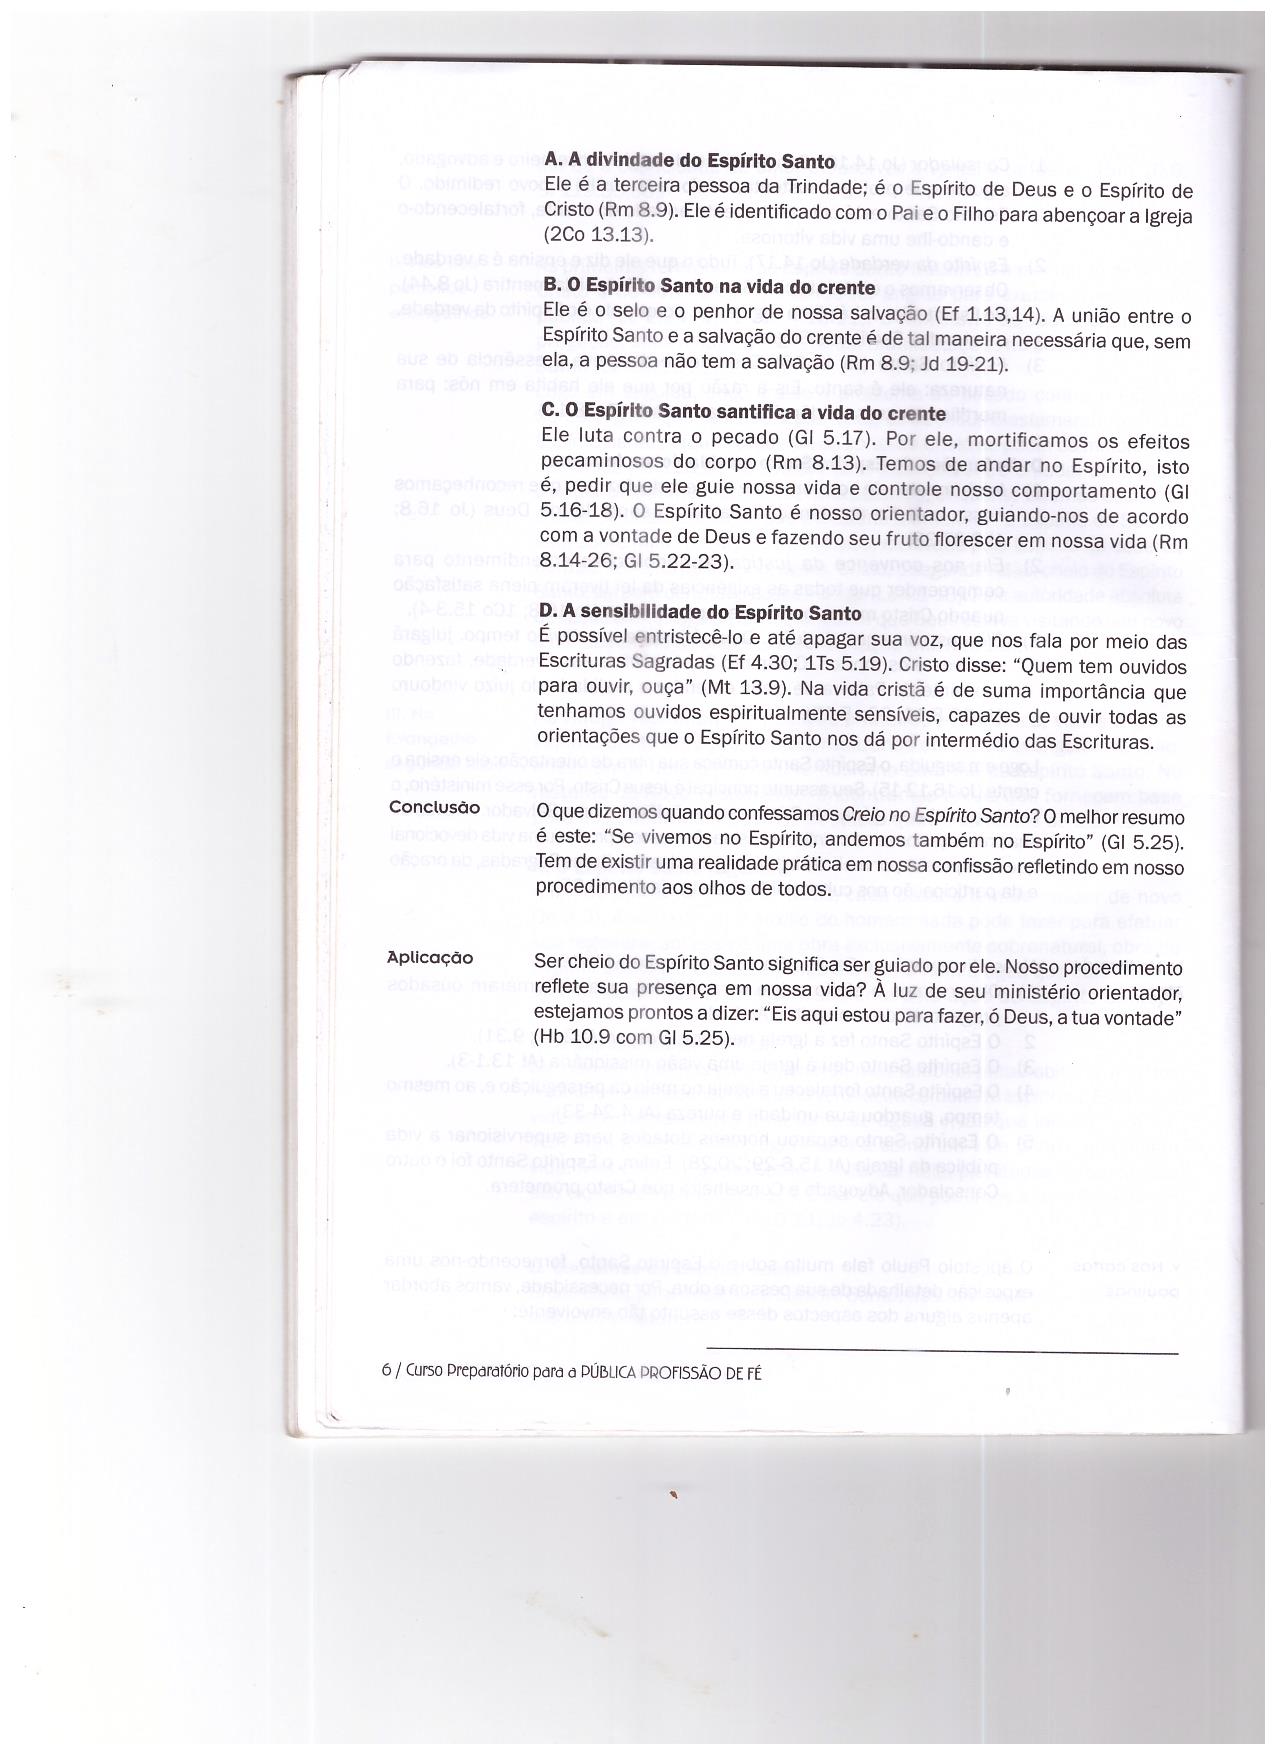 A. A divindade do Espírito Santo
Ele é a terceira pessoa da Trindade; é o Espírito de Deus e o Espírito de
Cristo (Rm 8.9). Ele é identificado com o Pai e o Filho para abençoar a Igreja
(2Co 13.13).
B. O Espírito Santo na vida do crente
Ele é o selo e o penhor de nossa salvação (Ef 1.13,14). A união entre o
Espírito Santo e a salvação do crente é de tal maneira necessária que, sem
ela, a pessoa não tem a salvação (Rm 8.9; Jd 19-21).
C. O Espírito Santo santifica a vida do crente
Ele luta contra o pecado (Gl 5.17). Por ele, mortificamos os efeitos
pecaminosos do corpo (Rm 8.13). Temos de andar no Espírito, isto
é, pedir que ele guie nossa vida e controle nosso comportamento (Gl
5.16-18). O Espírito Santo é nosso orientador, guiando-nos de acordo
com a vontade de Deus e fazendo seu fruto florescer em nossa vida (Rm
8.14-26; Gl 5.22-23).
D. A sensibilidade do Espírito Santo
É possível entristecê-lo e até apagar sua voz, que nos fala por meio das
Escrituras Sagradas (Ef 4.30; 1Ts 5.19). Cristo disse: “Quem tem ouvidos
para ouvir, ouça” (Mt 13.9). Na vida cristã é de suma importância que
tenhamos ouvidos espiritualmente sensíveis, capazes de ouvir todas as
orientações que o Espírito Santo nos dá por intermédio das Escrituras.
Conclusão
O que dizemos quando confessamos Creio no Espírito Santo? O melhor resumo
é este: “Se vivemos no Espírito, andemos também no Espírito” (Gl 5.25).
Tem de existir uma realidade prática em nossa confissão refletindo em nosso
procedimento aos olhos de todos.
Aplicação
Ser cheio do Espírito Santo significa ser guiado por ele. Nosso procedimento
reflete sua presença em nossa vida? À luz de seu ministério orientador,
estejamos prontos a dizer: “Eis aqui estou para fazer, ó Deus, a tua vontade”
(Hb 10.9 com Gl 5.25).
6 / Curso Preparatório para a PÚBLICA PROFISSÃO DE FÉ